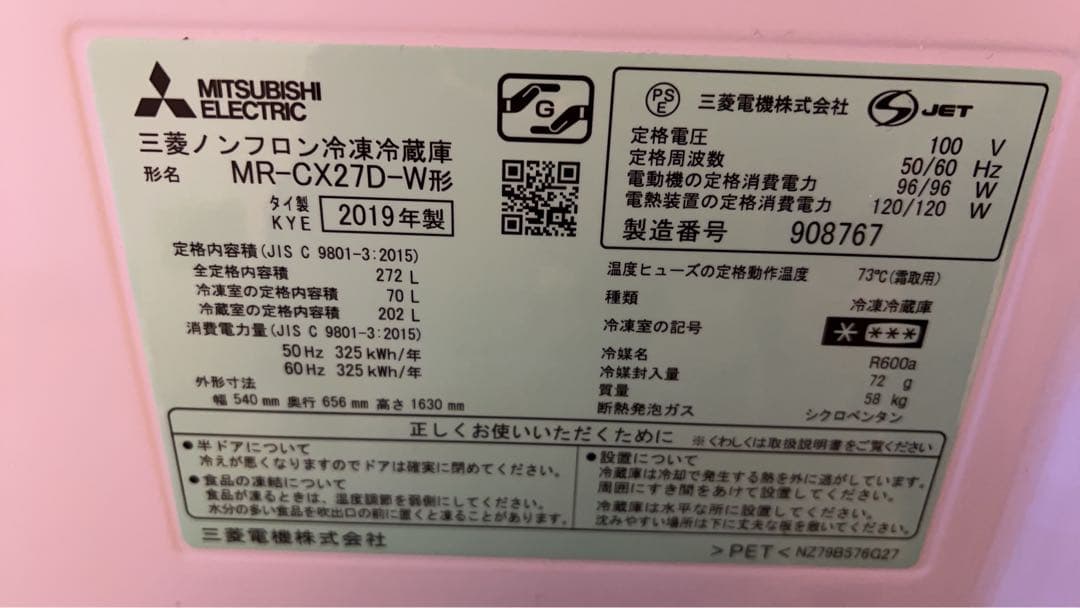 MITSUBISHI
ELECTRIC
G
三菱ノンフロン冷凍冷蔵庫
形名 MR-CX27D-W形
タイ製
KYE 2019年製
定格内容積(JIS C 9801-3:2015)
全定格内容積 272 L
冷凍室の定格内容積 70 L
冷蔵室の定格内容積 202 L
消費電力量(JIS C 9801-3:2015)
50Hz 325 kWh/年
60Hz 325 kWh/年
外形寸法
幅 540 mm 奥行 656 mm 高さ 1630 mm
PSE 三菱電機株式会社 S JET
定格電圧 100 V
定格周波数 50/60 Hz
電動機の定格消費電力 96/96 W
電熱装置の定格消費電力 120/120 W
製造番号 908767
温度ヒューズの定格動作温度 73℃(霜取用)
種類 冷凍冷蔵庫
冷凍室の記号 * ***
冷媒名 R600a
冷媒封入量 72 g
質量 58 kg
断熱発泡ガス シクロペンタン
正しくお使いいただくために ※くわしくは取扱説明書をご覧ください
●半ドアについて
冷えが悪くなりますのでドアは確実に閉めてください。
●食品の凍結について
食品が凍るときは、温度調節を弱側にしてください。
水分の多い食品を吹出口の前に置くと凍ることがあります。
●設置について
冷蔵庫は冷却で発生する熱を外に逃がしています。
周囲にすき間をあけて設置してください。
冷蔵庫は水平な所に設置してください。
沈みやすい場所は下に丈夫な板を敷いてください。
三菱電機株式会社
>PET< NZ79B576G27